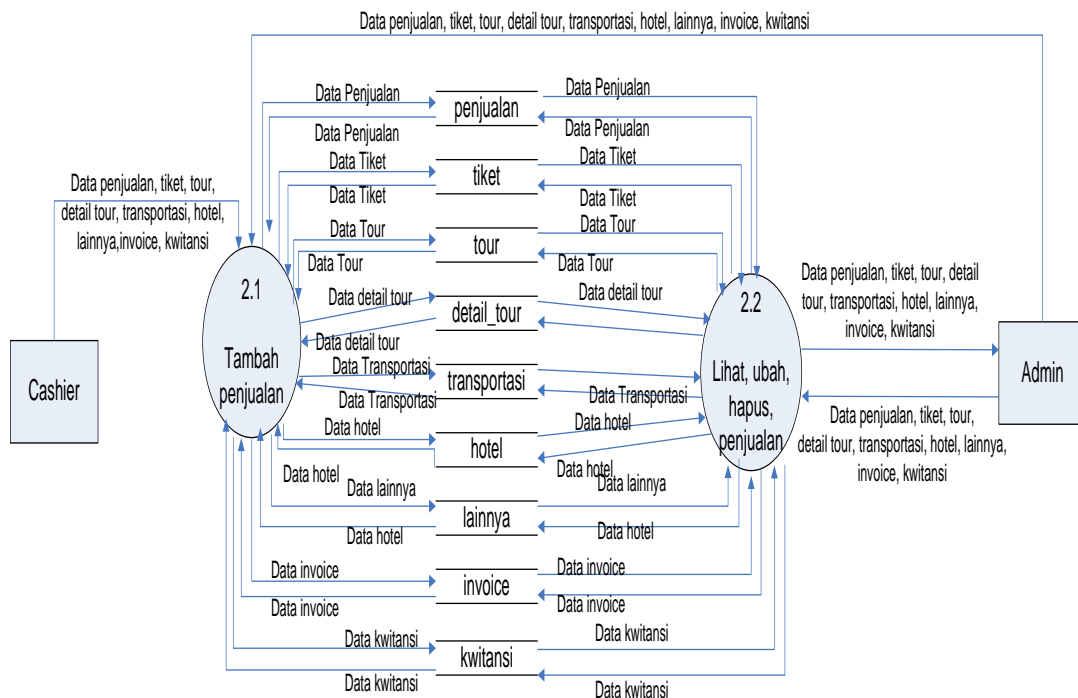 Data penjualan, tiket, tour, detail tour, transportasi, hotel, lainnya, invoice, kwitansi
Data Penjualan
penjualan
Data Penjualan
Data Penjualan
Data Penjualan
Data Tiket
tiket
Data Tiket
Data Tiket
Data Tiket
Data penjualan, tiket, tour,
detail tour, transportasi, hotel,
lainnya,invoice, kwitansi
Data Tour
tour
Data Tour
Data Tour
Data Tour
2.1
Tambah
penjualan
Data detail tour
detail_tour
Data detail tour
Data detail tour
2.2
Lihat, ubah,
hapus,
penjualan
Data penjualan, tiket, tour, detail
tour, transportasi, hotel, lainnya,
invoice, kwitansi
Cashier
Admin
Data Transportasi
transportasi
Data Transportasi
Data Transportasi
Data penjualan, tiket, tour,
detail tour, transportasi, hotel, lainnya,
invoice, kwitansi
Data hotel
hotel
Data hotel
Data hotel
Data hotel
Data lainnya
lainnya
Data lainnya
Data hotel
Data hotel
Data invoice
invoice
Data invoice
Data invoice
Data invoice
Data kwitansi
kwitansi
Data kwitansi
Data kwitansi
Data kwitansi